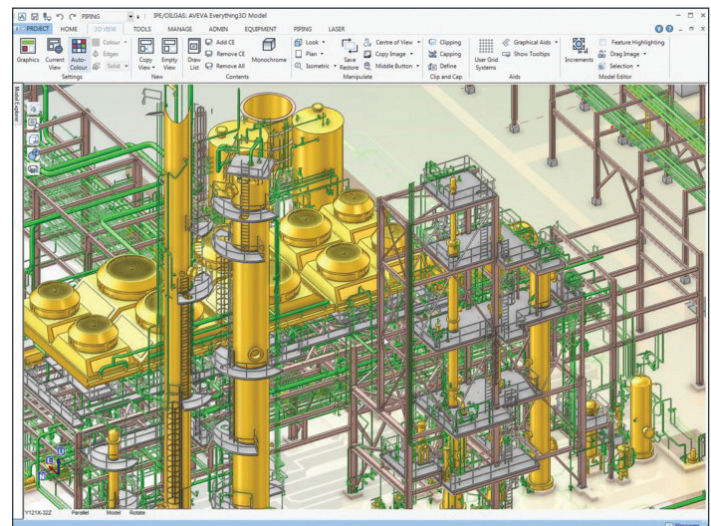 PIPING
IPE/OILGAS: AVEVA Everything3D Model
PROJECT HOME 3D VIEW TOOLS MANAGE ADMIN EQUIPMENT PIPING LASER
Graphics
Current View
Auto-Colour
Colour
Edges
Solid
Settings
Copy View
Empty View
New
Draw List
Add CE
Remove CE
Remove All
Contents
Monochrome
Look
Plan
Isometric
Save Restore
Centre of View
Copy Image
Middle Button
Manipulate
Clipping
Capping
Define
Clip and Cap
User Grid Systems
Graphical Aids
Show Tooltips
Aids
Increments
Feature Highlighting
Drag Image
Selection
Model Editor
Model Explorer
Y121X-32Z Parallel Model Rotate
Messages